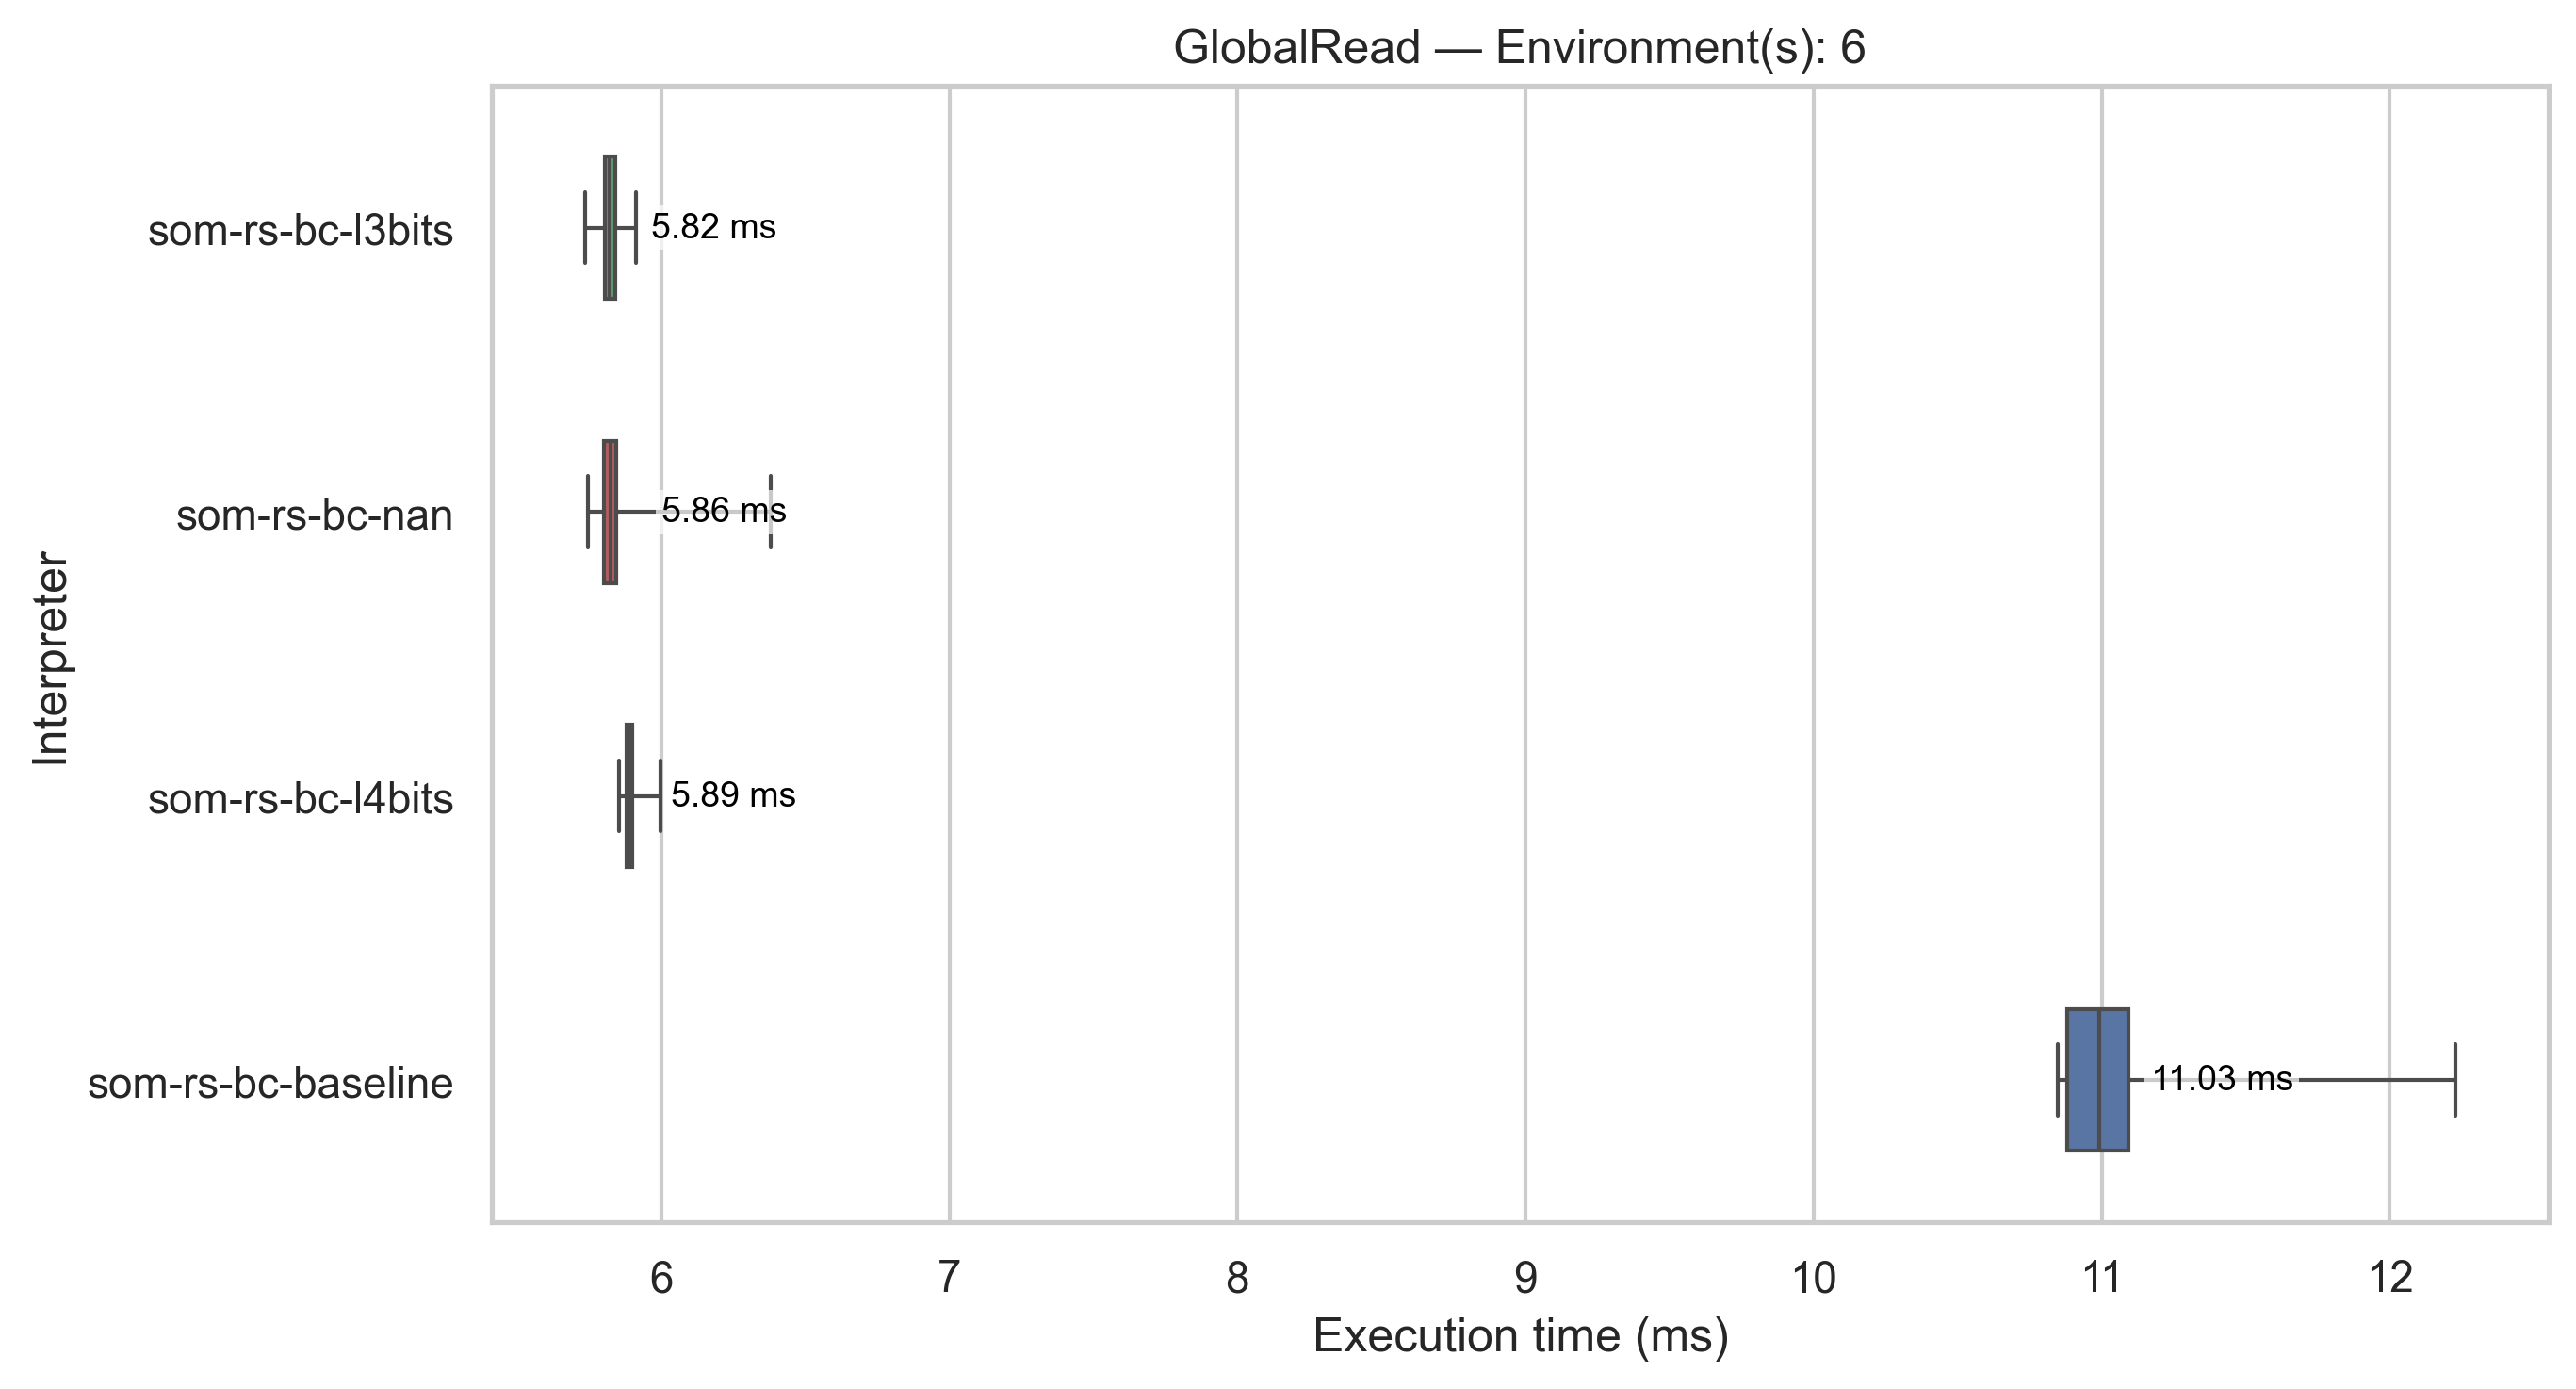 GlobalRead — Environment(s): 6
som-rs-bc-l3bits
5.82 ms
som-rs-bc-nan
5.86 ms
som-rs-bc-l4bits
5.89 ms
som-rs-bc-baseline
11.03 ms
Interpreter
6 7 8 9 10 11 12
Execution time (ms)